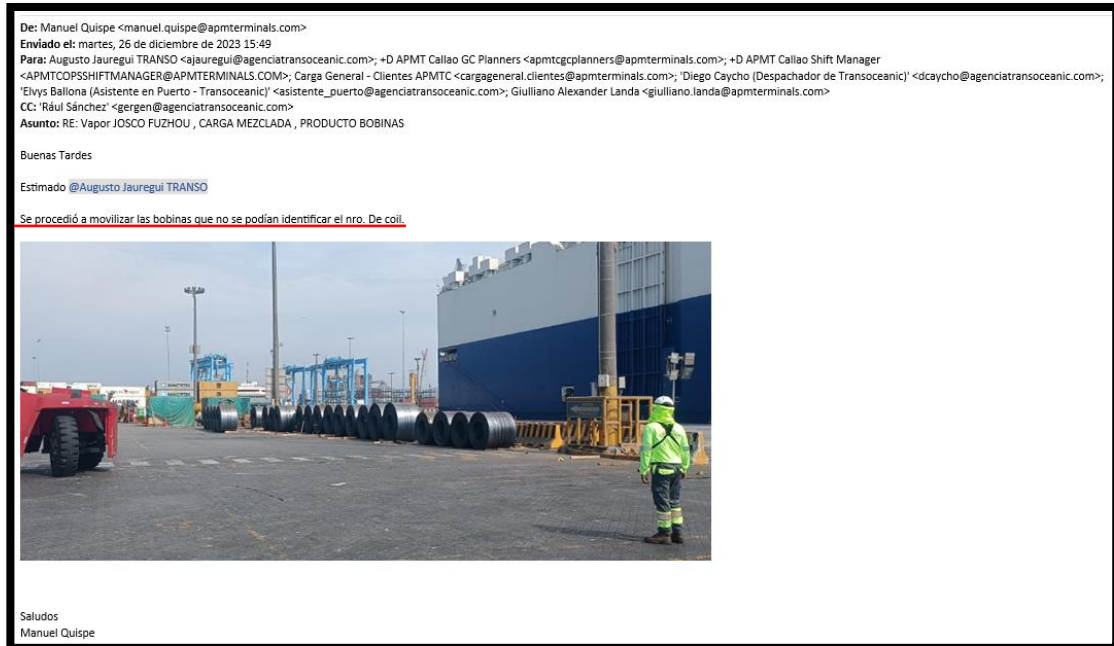 De: Manuel Quispe <manuel.quispe@apmterminals.com>
Enviado el: martes, 26 de diciembre de 2023 15:49
Para: Augusto Jauregui TRANSO <ajauregui@agenciatransoceanic.com>; +D APMT Callao GC Planners <apmtcgcplanners@apmterminals.com>; +D APMT Callao Shift Manager
<APMTCOPSSHIFTMANAGER@APMTERMINALS.COM>; Carga General - Clientes APMTC <cargageneral.clientes@apmterminals.com>; 'Diego Caycho (Despachador de Transoceanic)' <dcaycho@agenciatransoceanic.com>;
'Elvys Ballona (Asistente en Puerto - Transoceanic)' <asistente_puerto@agenciatransoceanic.com>; Giulliano Alexander Landa <giulliano.landa@apmterminals.com>
CC: 'Rául Sánchez' <gergen@agenciatransoceanic.com>
Asunto: RE: Vapor JOSCO FUZHOU , CARGA MEZCLADA , PRODUCTO BOBINAS
Buenas Tardes
Estimado @Augusto Jauregui TRANSO
Se procedió a movilizar las bobinas que no se podían identificar el nro. De coil.
Saludos
Manuel Quispe